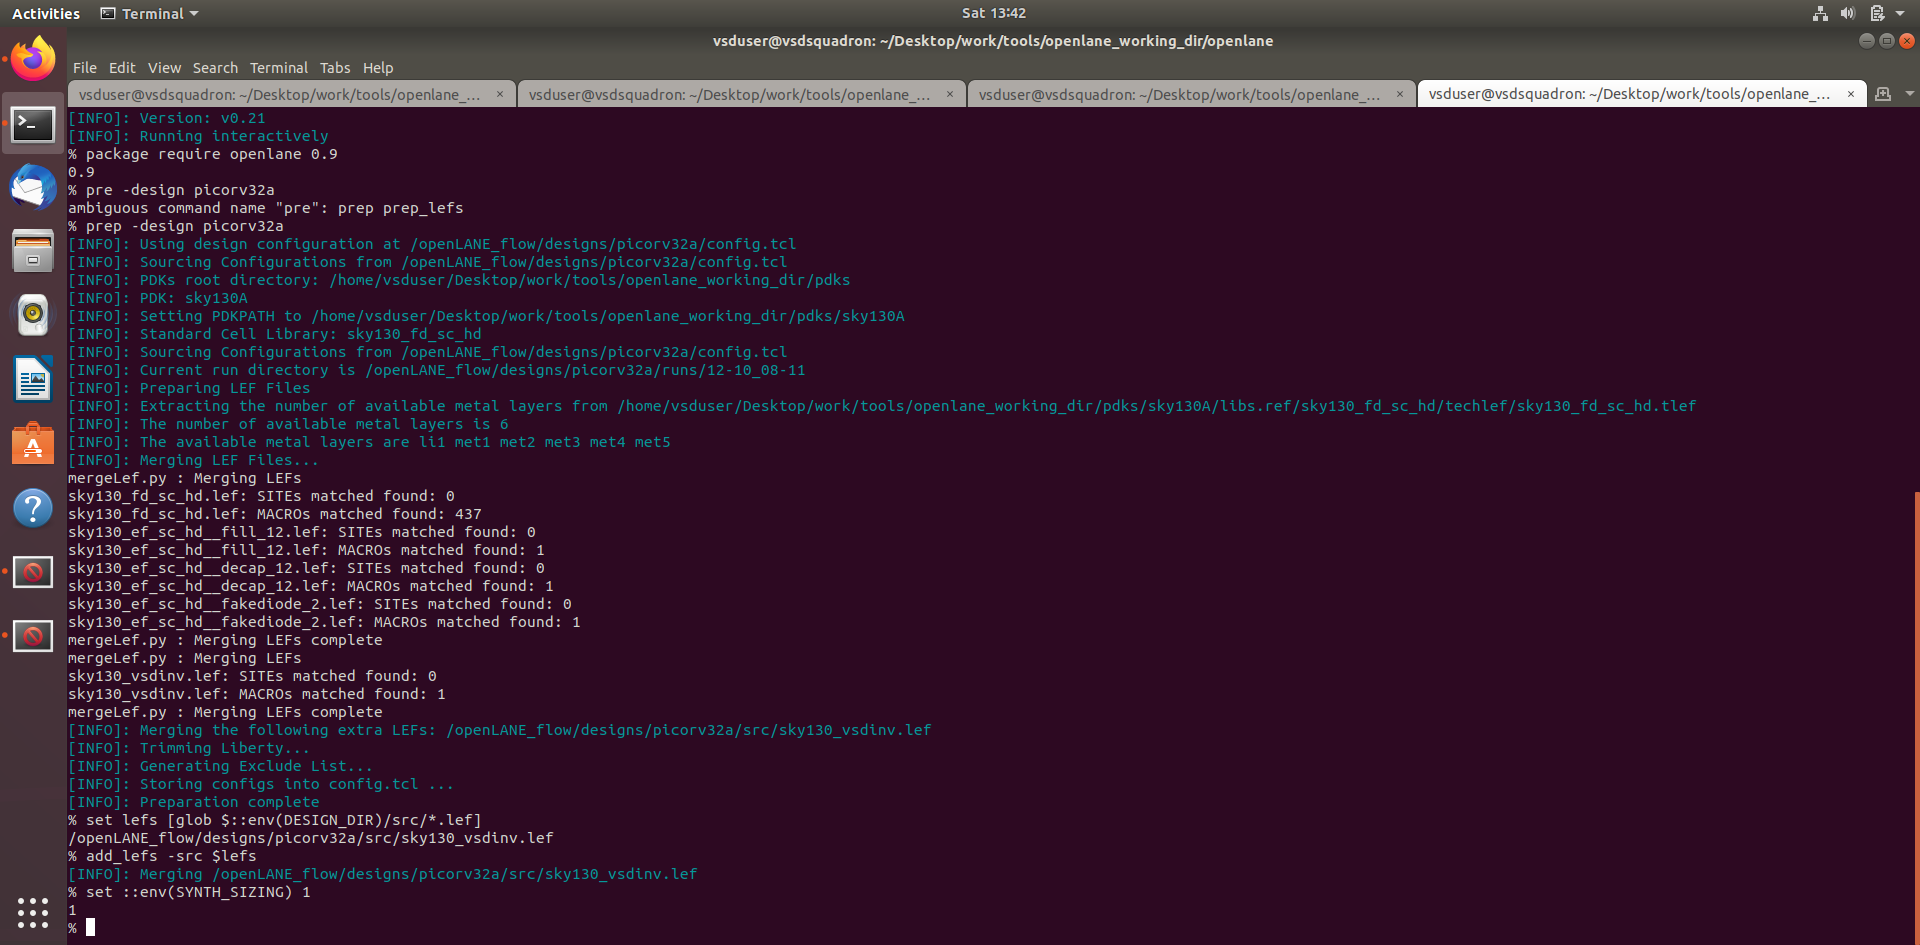 Activities Terminal Sat 13:42
vsduser@vsdsquadron: ~/Desktop/work/tools/openlane_working_dir/openlane
File Edit View Search Terminal Tabs Help
vsduser@vsdsquadron: ~/Desktop/work/tools/openlane_... × vsduser@vsdsquadron: ~/Desktop/work/tools/openlane_... × vsduser@vsdsquadron: ~/Desktop/work/tools/openlane_... × vsduser@vsdsquadron: ~/Desktop/work/tools/openlane_... ×
[INFO]: Version: v0.21
[INFO]: Running interactively
% package require openlane 0.9
0.9
% pre -design picorv32a
ambiguous command name "pre": prep prep_lefs
% prep -design picorv32a
[INFO]: Using design configuration at /openLANE_flow/designs/picorv32a/config.tcl
[INFO]: Sourcing Configurations from /openLANE_flow/designs/picorv32a/config.tcl
[INFO]: PDKs root directory: /home/vsduser/Desktop/work/tools/openlane_working_dir/pdks
[INFO]: PDK: sky130A
[INFO]: Setting PDKPATH to /home/vsduser/Desktop/work/tools/openlane_working_dir/pdks/sky130A
[INFO]: Standard Cell Library: sky130_fd_sc_hd
[INFO]: Sourcing Configurations from /openLANE_flow/designs/picorv32a/config.tcl
[INFO]: Current run directory is /openLANE_flow/designs/picorv32a/runs/12-10_08-11
[INFO]: Preparing LEF Files
[INFO]: Extracting the number of available metal layers from /home/vsduser/Desktop/work/tools/openlane_working_dir/pdks/sky130A/libs.ref/sky130_fd_sc_hd/techlef/sky130_fd_sc_hd.tlef
[INFO]: The number of available metal layers is 6
[INFO]: The available metal layers are li1 met1 met2 met3 met4 met5
[INFO]: Merging LEF Files...
mergeLef.py : Merging LEFs
sky130_fd_sc_hd.lef: SITEs matched found: 0
sky130_fd_sc_hd.lef: MACROs matched found: 437
sky130_ef_sc_hd__fill_12.lef: SITEs matched found: 0
sky130_ef_sc_hd__fill_12.lef: MACROs matched found: 1
sky130_ef_sc_hd__decap_12.lef: SITEs matched found: 0
sky130_ef_sc_hd__decap_12.lef: MACROs matched found: 1
sky130_ef_sc_hd__fakediode_2.lef: SITEs matched found: 0
sky130_ef_sc_hd__fakediode_2.lef: MACROs matched found: 1
mergeLef.py : Merging LEFs complete
mergeLef.py : Merging LEFs
sky130_vsdinv.lef: SITEs matched found: 0
sky130_vsdinv.lef: MACROs matched found: 1
mergeLef.py : Merging LEFs complete
[INFO]: Merging the following extra LEFs: /openLANE_flow/designs/picorv32a/src/sky130_vsdinv.lef
[INFO]: Trimming Liberty...
[INFO]: Generating Exclude List...
[INFO]: Storing configs into config.tcl ...
[INFO]: Preparation complete
% set lefs [glob $::env(DESIGN_DIR)/src/*.lef]
/openLANE_flow/designs/picorv32a/src/sky130_vsdinv.lef
% add_lefs -src $lefs
[INFO]: Merging /openLANE_flow/designs/picorv32a/src/sky130_vsdinv.lef
% set ::env(SYNTH_SIZING) 1
1
%